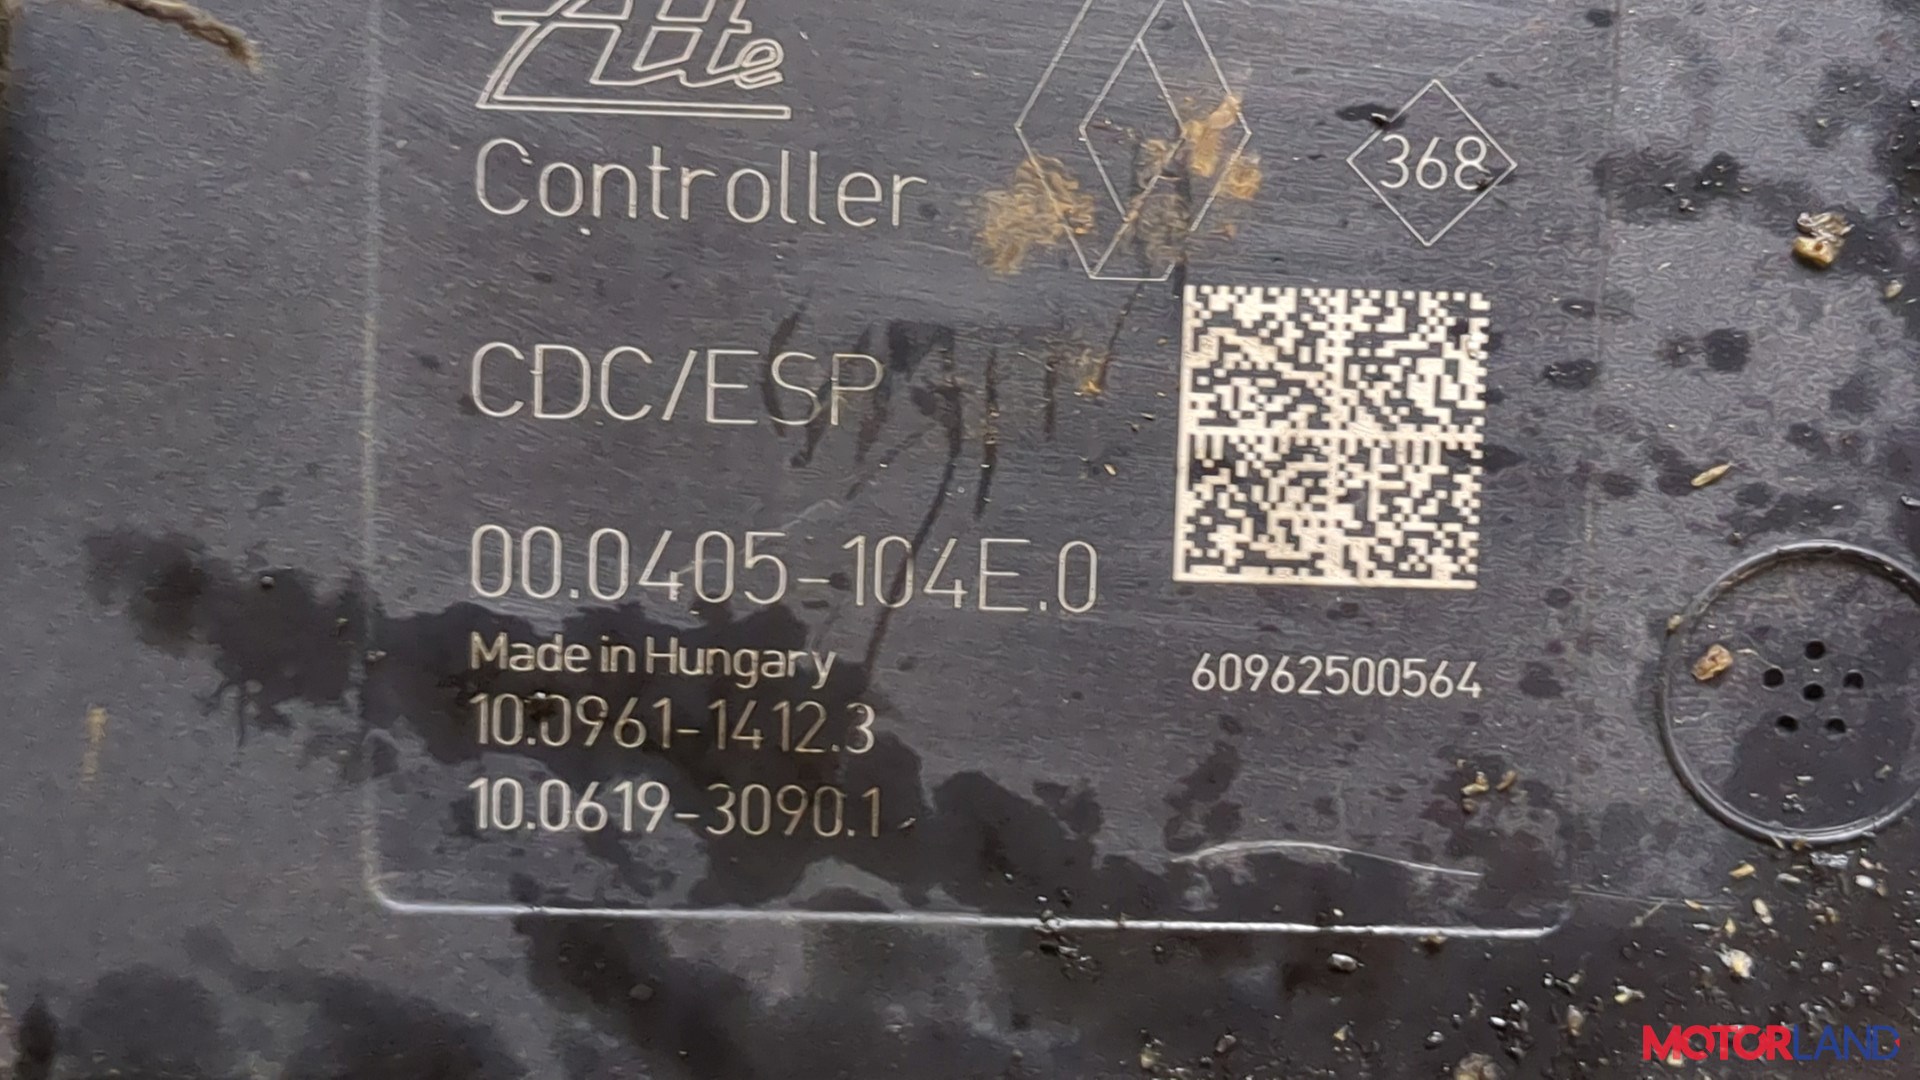 Ate
368
Controller
CDC/ESP
00.0405-104E.0
Made in Hungary
60962500564
10.0961-1412.3
10.0619-3090.1
MOTORLAND